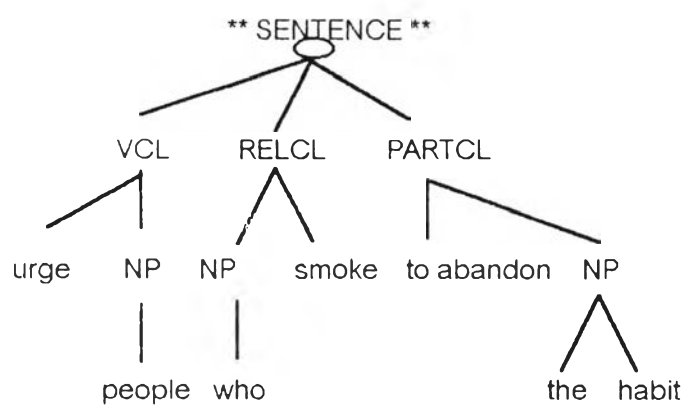 ** SENTENCE **
VCL RELCL PARTCL
urge NP NP smoke to abandon NP
people who the habit